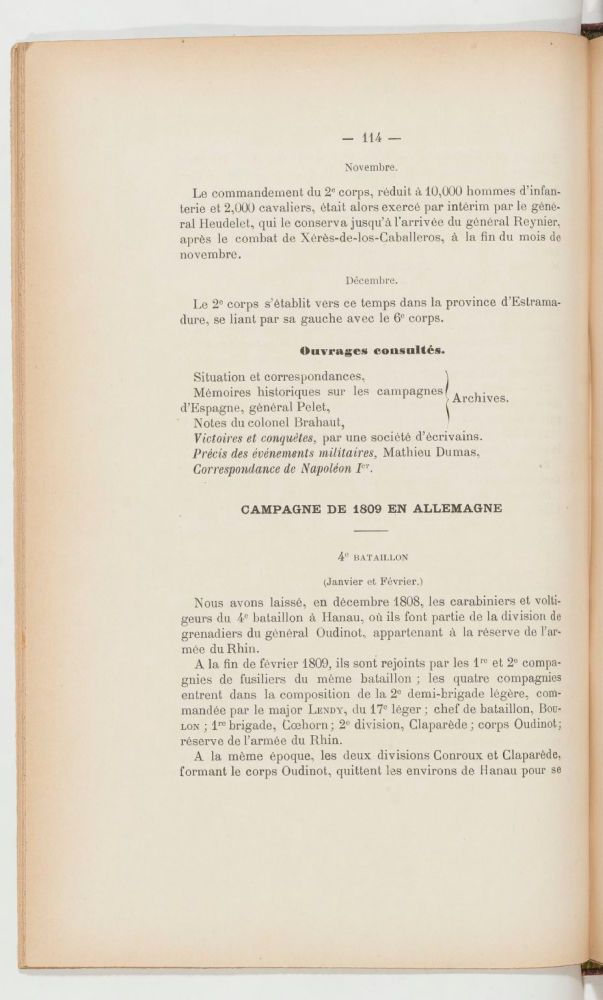 — 114 —
Novembre.
Le commandement du 2e corps, réduit à 10,000 hommes d'infan-
terie et 2,000 cavaliers, était alors exercé par intérim par le géné-
ral Heudelet, qui le conserva jusqu'à l'arrivée du général Reynier,
après le combat de Xérès-de-los-Caballeros, à la fin du mois de
novembre.
Décembre.
Le 2e corps s'établit vers ce temps dans la province d'Estrama-
dure, se liant par sa gauche avec le 6e corps.
Ouvrages consultés.
Situation et correspondances,
Mémoires historiques sur les campagnes
d'Espagne, général Pelet,
Notes du colonel Brahaut,
Archives.
Victoires et conquêtes, par une société d'écrivains.
Précis des événements militaires, Mathieu Dumas,
Correspondance de Napoléon Ier.
CAMPAGNE DE 1809 EN ALLEMAGNE
4e BATAILLON
(Janvier et Février.)
Nous avons laissé, en décembre 1808, les carabiniers et volti-
geurs du 4e bataillon à Hanau, où ils font partie de la division de
grenadiers du général Oudinot, appartenant à la réserve de l'ar-
mée du Rhin.
A la fin de février 1809, ils sont rejoints par les 1re et 2e compa-
gnies de fusiliers du même bataillon ; les quatre compagnies
entrent dans la composition de la 2e demi-brigade légère, com-
mandée par le major LENDY, du 17e léger ; chef de bataillon, BOU-
LON ; 1re brigade, Cœhorn ; 2e division, Claparède ; corps Oudinot ;
réserve de l'armée du Rhin.
A la même époque, les deux divisions Conroux et Claparède,
formant le corps Oudinot, quittent les environs de Hanau pour se